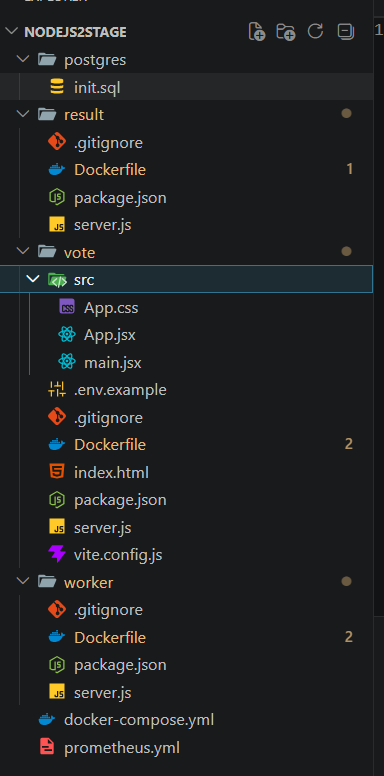 NODEJS2STAGE
postgres
init.sql
result
.gitignore
Dockerfile 1
package.json
server.js
vote
src
App.css
App.jsx
main.jsx
.env.example
.gitignore
Dockerfile 2
index.html
package.json
server.js
vite.config.js
worker
.gitignore
Dockerfile 2
package.json
server.js
docker-compose.yml
prometheus.yml